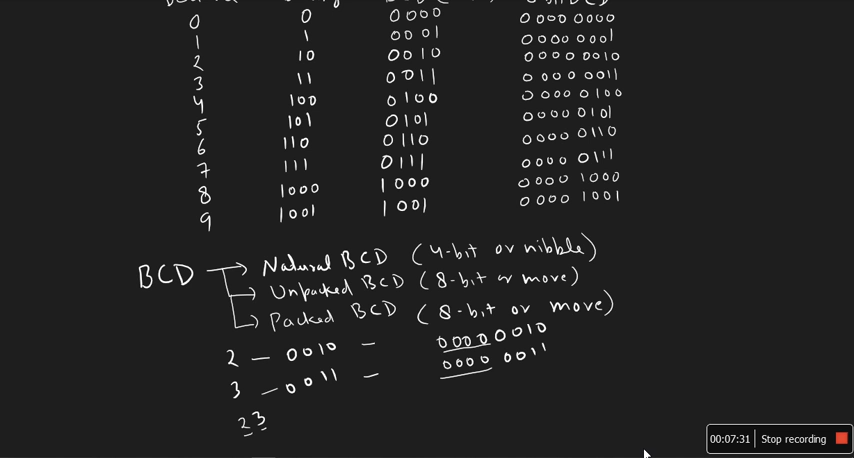 0 0 0000 0000 0000
1 1 0001 0000 0001
2 10 0010 0000 0010
3 11 0011 0000 0011
4 100 0100 0000 0100
5 101 0101 0000 0101
6 110 0110 0000 0110
7 111 0111 0000 0111
8 1000 1000 0000 1000
9 1001 1001 0000 1001
BCD → Natural BCD (4-bit or nibble)
→ Unpacked BCD (8-bit or move)
→ Packed BCD (8-bit or move)
2 – 0010 – 0000 0010
3 – 0011 – 0000 0011
23
00:07:31 Stop recording